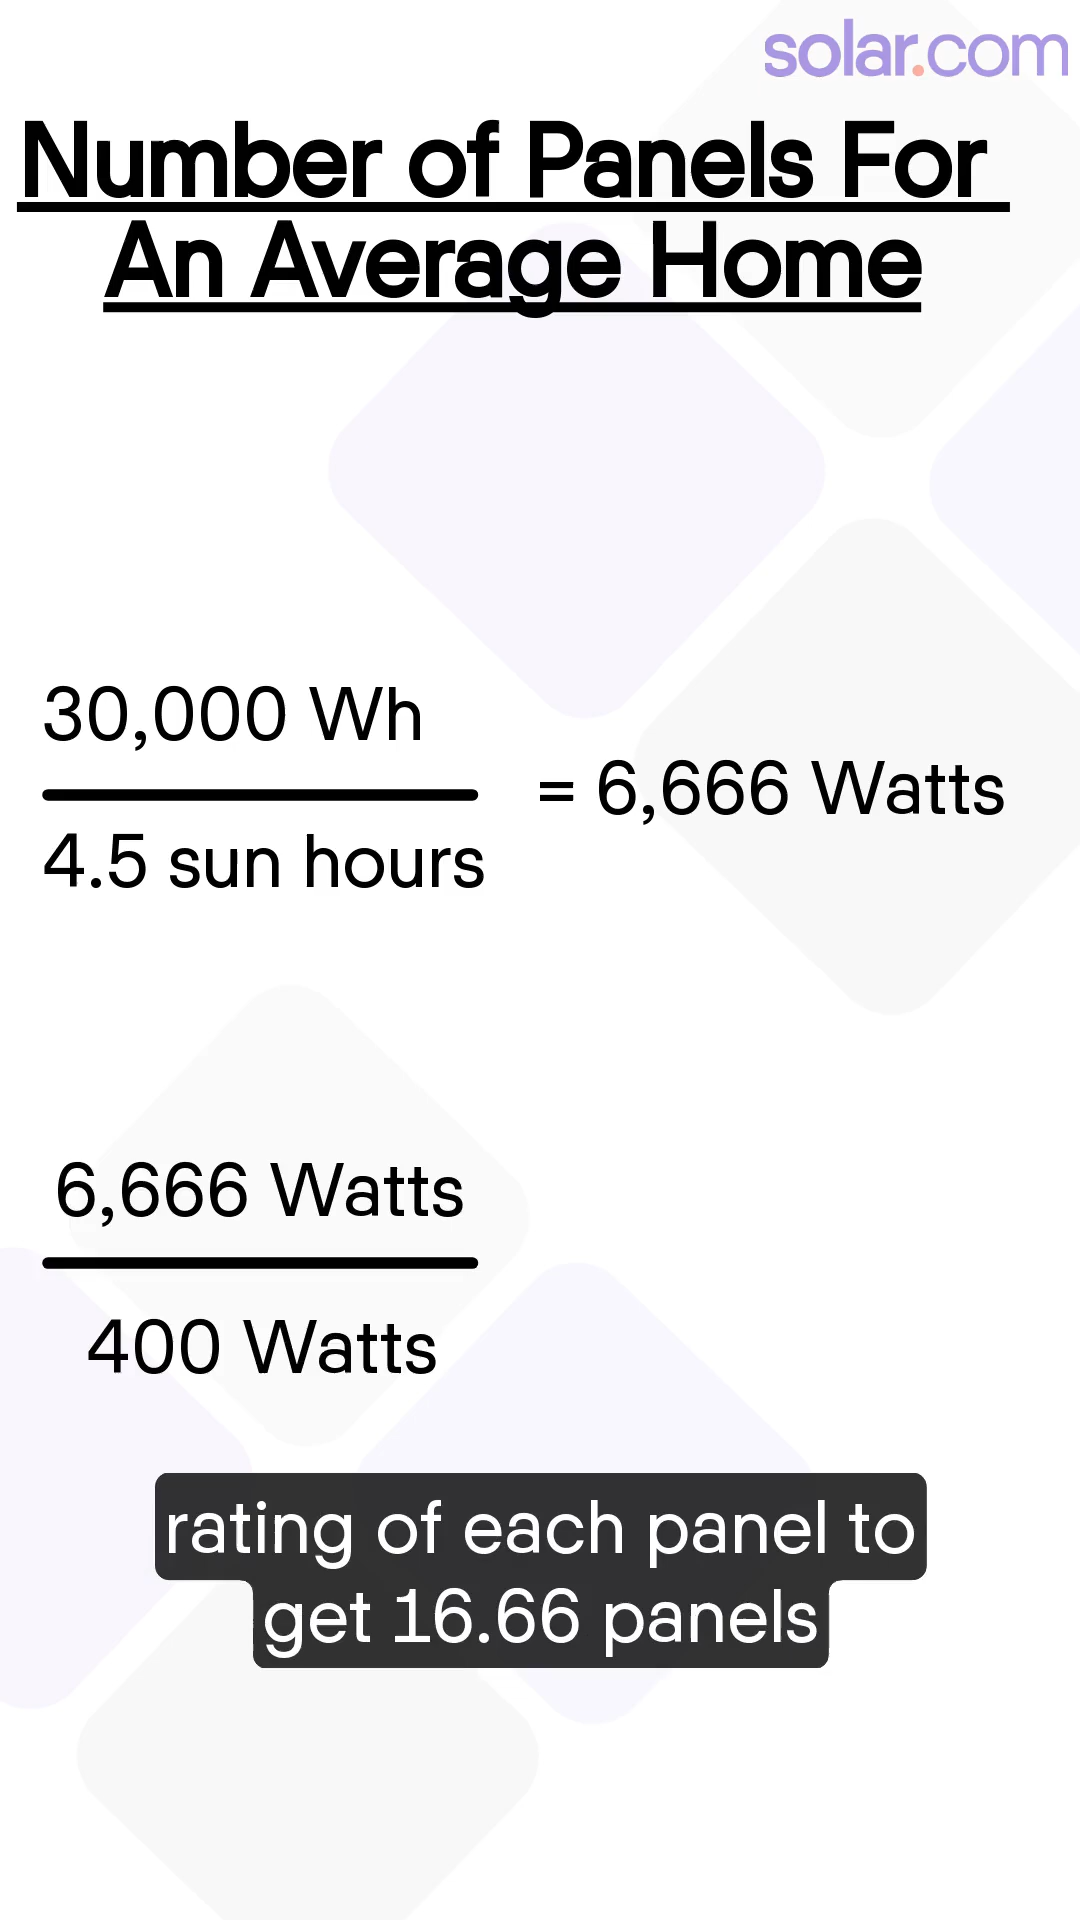 solar.com
Number of Panels For
An Average Home
30,000 Wh
4.5 sun hours
= 6,666 Watts
6,666 Watts
400 Watts
rating of each panel to
get 16.66 panels